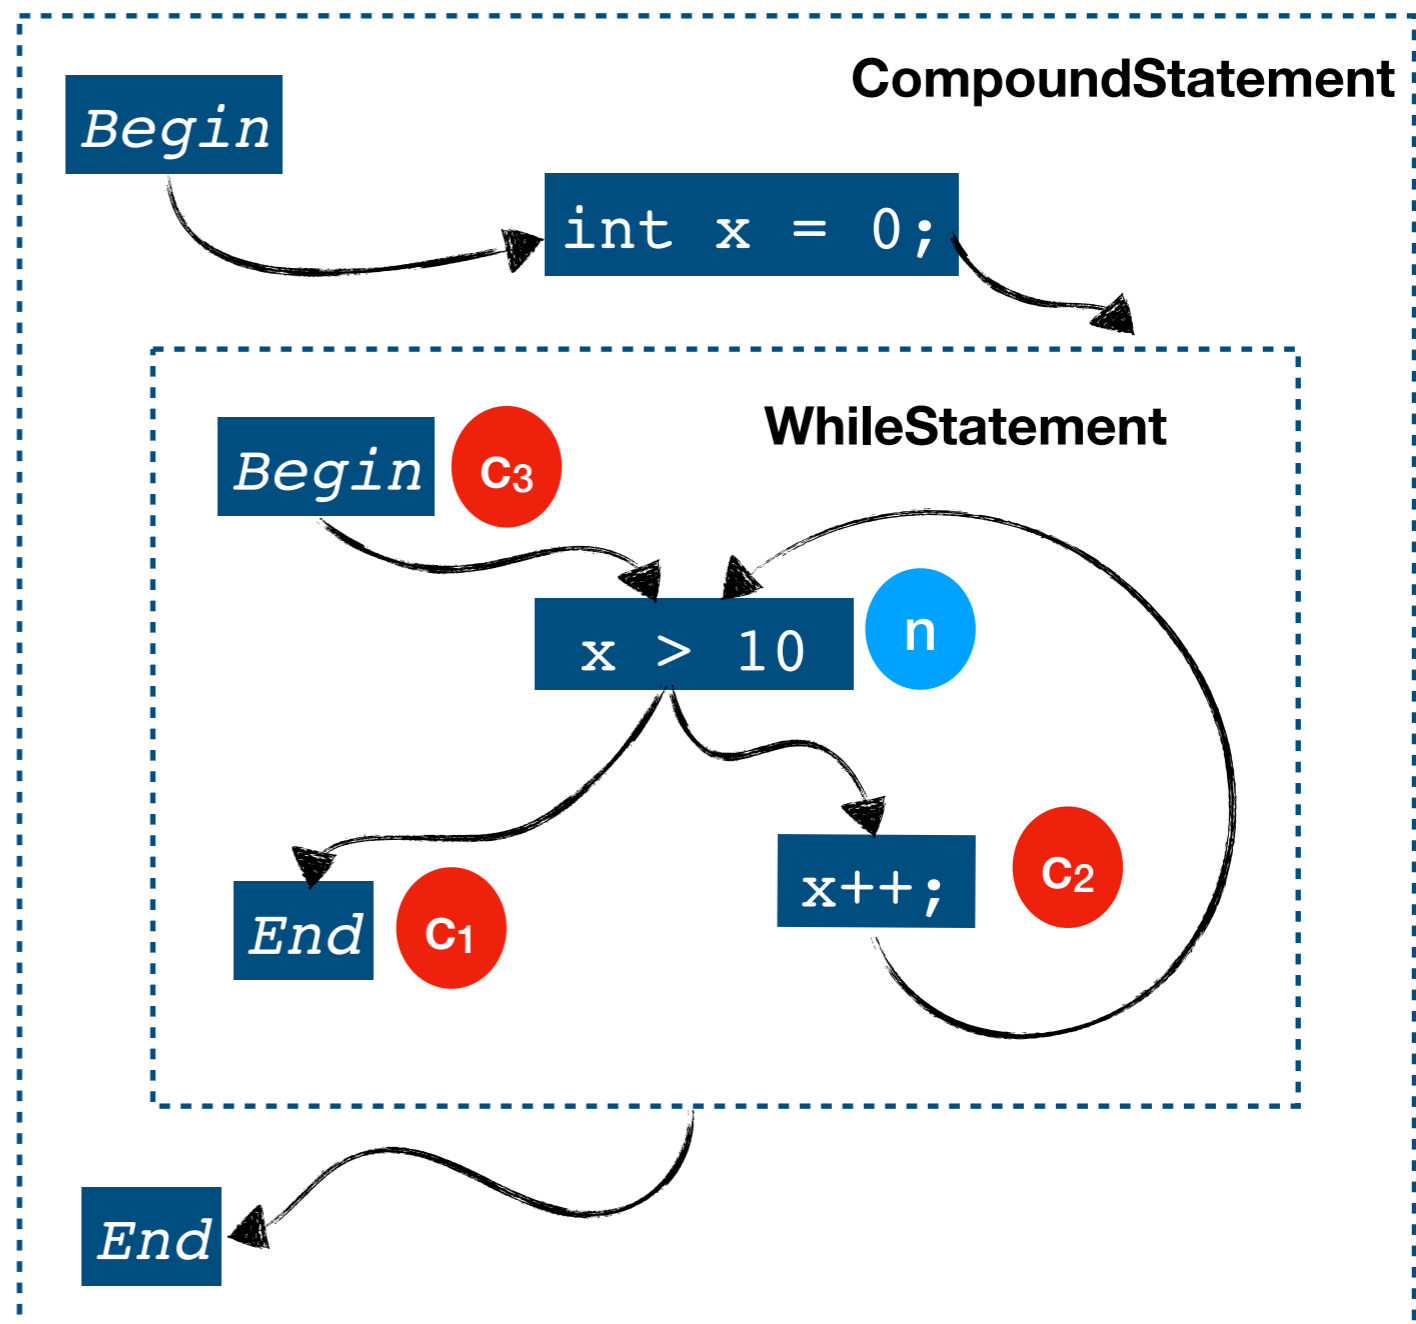 CompoundStatement
Begin
int x = 0;
WhileStatement
Begin
c3
x > 10
n
x++;
c2
End
c1
End